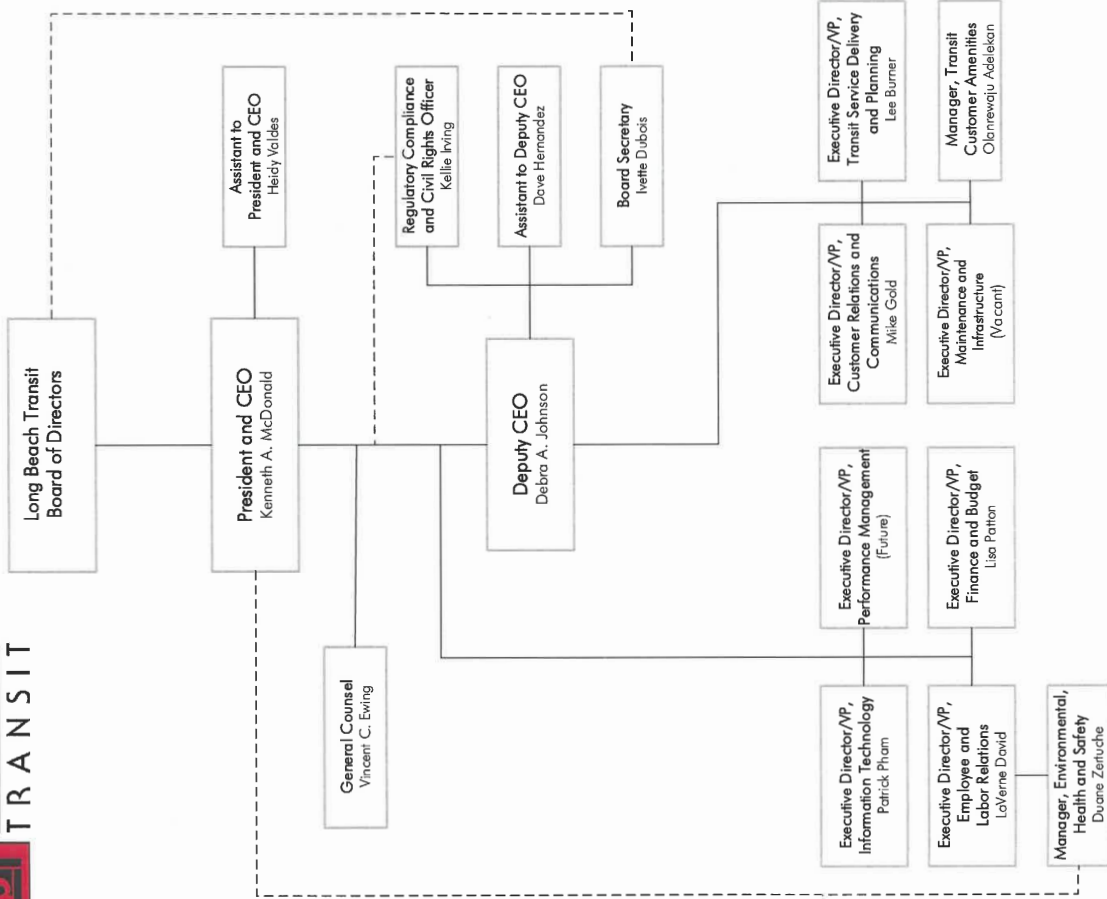 TRANSIT
Long Beach Transit
Board of Directors
President and CEO
Kenneth A. McDonald
Assistant to
President and CEO
Heidy Valdes
General Counsel
Vincent C. Ewing
Regulatory Compliance
and Civil Rights Officer
Kellie Irving
Deputy CEO
Debra A. Johnson
Assistant to Deputy CEO
Dave Hernandez
Board Secretary
Ivette Dubois
Executive Director/VP,
Information Technology
Patrick Pham
Executive Director/VP,
Performance Management
(Future)
Executive Director/VP,
Customer Relations and
Communications
Mike Gold
Executive Director/VP,
Transit Service Delivery
and Planning
Lee Burner
Executive Director/VP,
Employee and
Labor Relations
LaVerne David
Executive Director/VP,
Finance and Budget
Lisa Patton
Executive Director/VP,
Maintenance and
Infrastructure
(Vacant)
Manager, Transit
Customer Amenities
Olanrewaju Adelekan
Manager, Environmental,
Health and Safety
Duane Zertuche